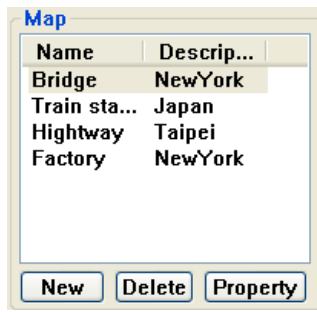 Map
Name Descrip...
Bridge NewYork
Train sta... Japan
Hightway Taipei
Factory NewYork
New Delete Property